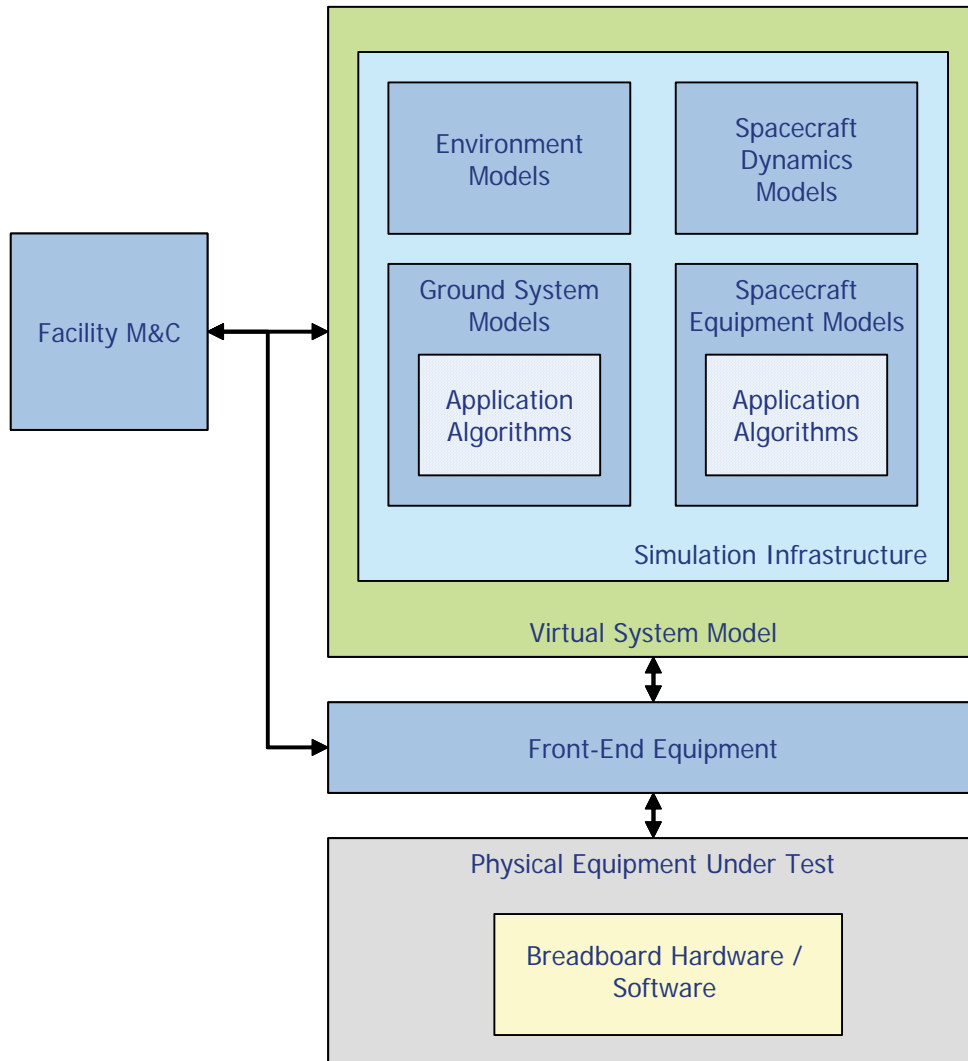 Environment
Models
Spacecraft
Dynamics
Models
Facility M&C
Ground System
Models
Application
Algorithms
Spacecraft
Equipment Models
Application
Algorithms
Simulation Infrastructure
Virtual System Model
Front-End Equipment
Physical Equipment Under Test
Breadboard Hardware /
Software